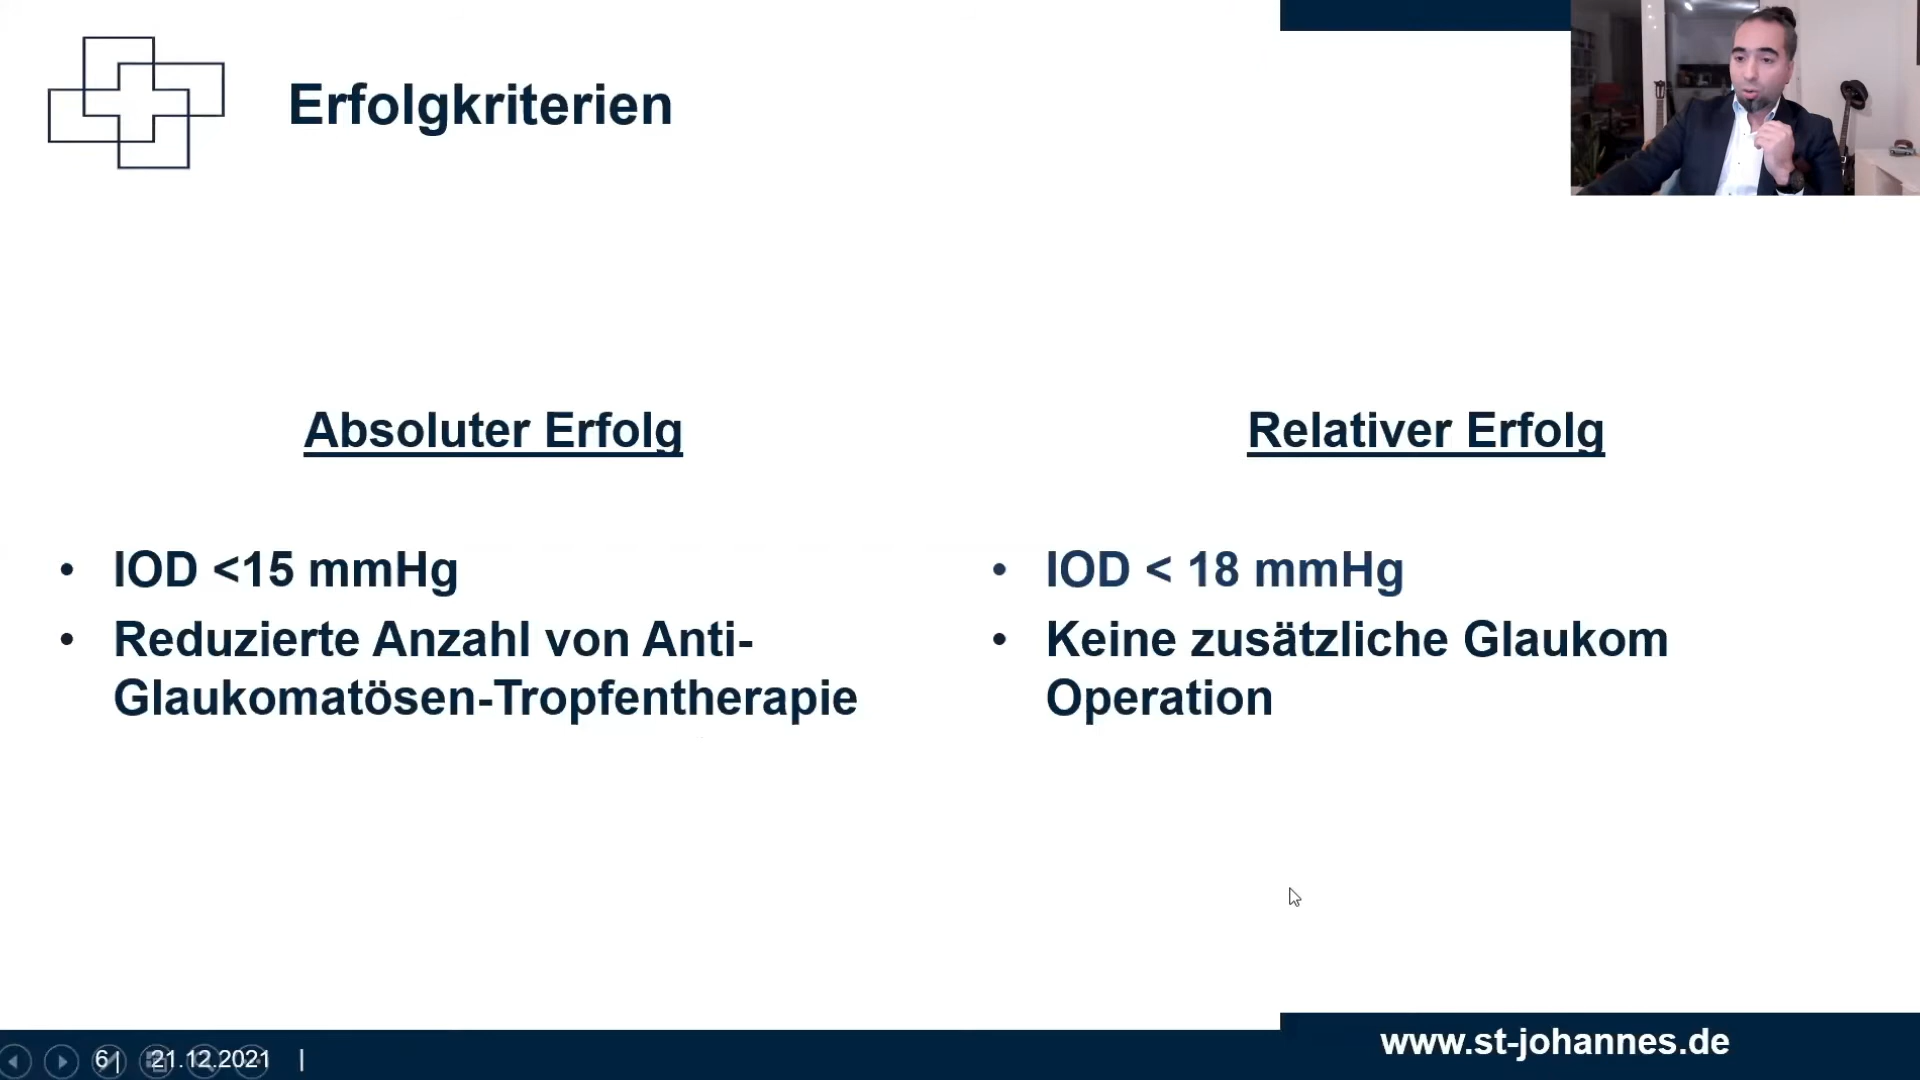 Erfolgkriterien
Absoluter Erfolg
• IOD <15 mmHg
• Reduzierte Anzahl von Anti-
Glaukomatösen-Tropfentherapie
Relativer Erfolg
• IOD < 18 mmHg
• Keine zusätzliche Glaukom
Operation
6 | 21.12.2021 |
www.st-johannes.de